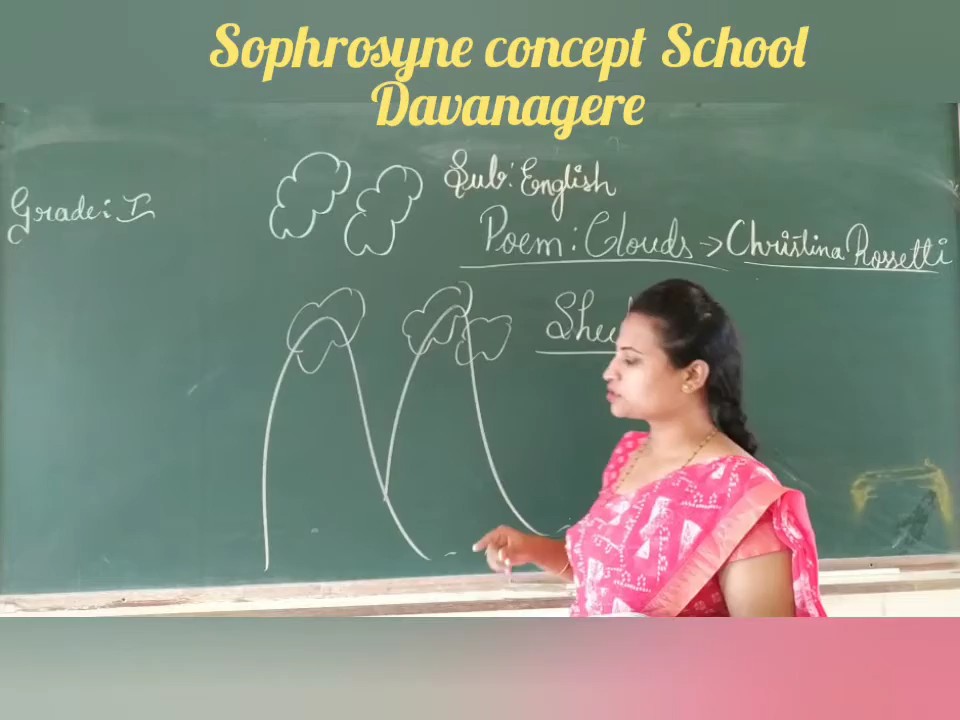 Sophrosyne concept School
Davanagere
Grade: I
Sub: English
Poem: Clouds → Christina Rossetti